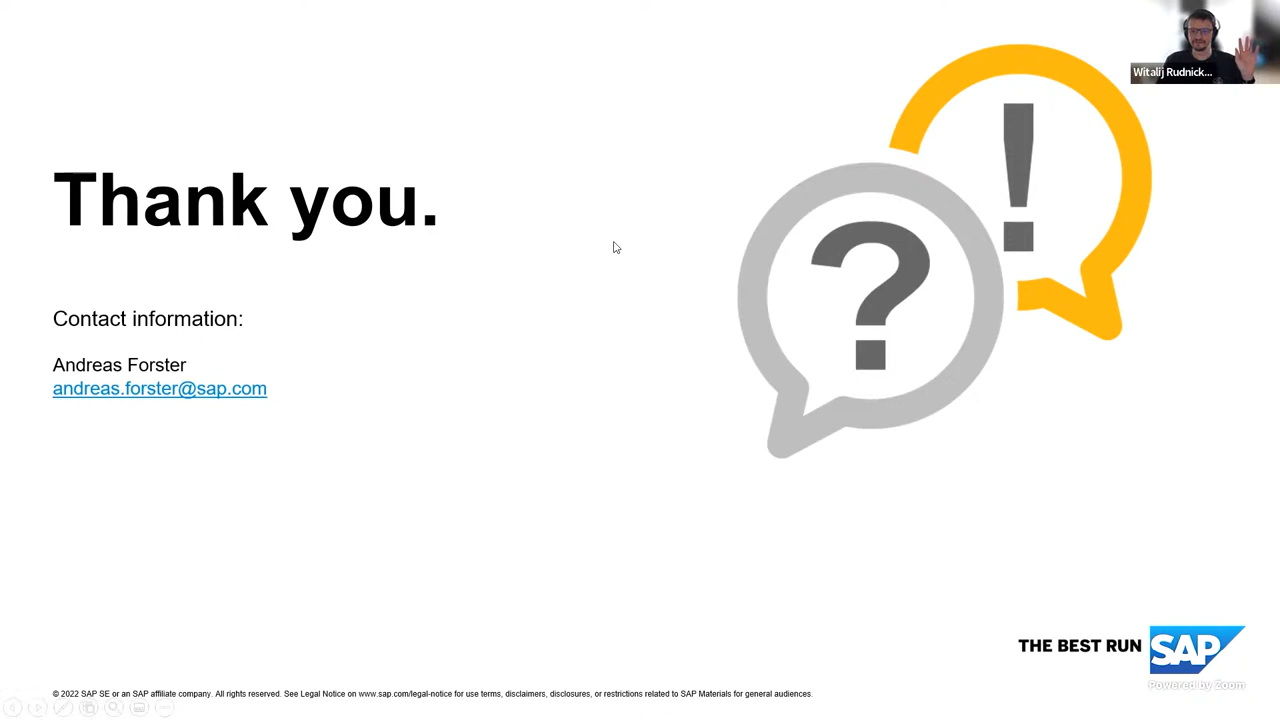 Witalij Rudnick...
Thank you.
Contact information:
Andreas Forster
andreas.forster@sap.com
! 
?
THE BEST RUN SAP
Powered by Zoom
© 2022 SAP SE or an SAP affiliate company. All rights reserved. See Legal Notice on www.sap.com/legal-notice for use terms, disclaimers, disclosures, or restrictions related to SAP Materials for general audiences.